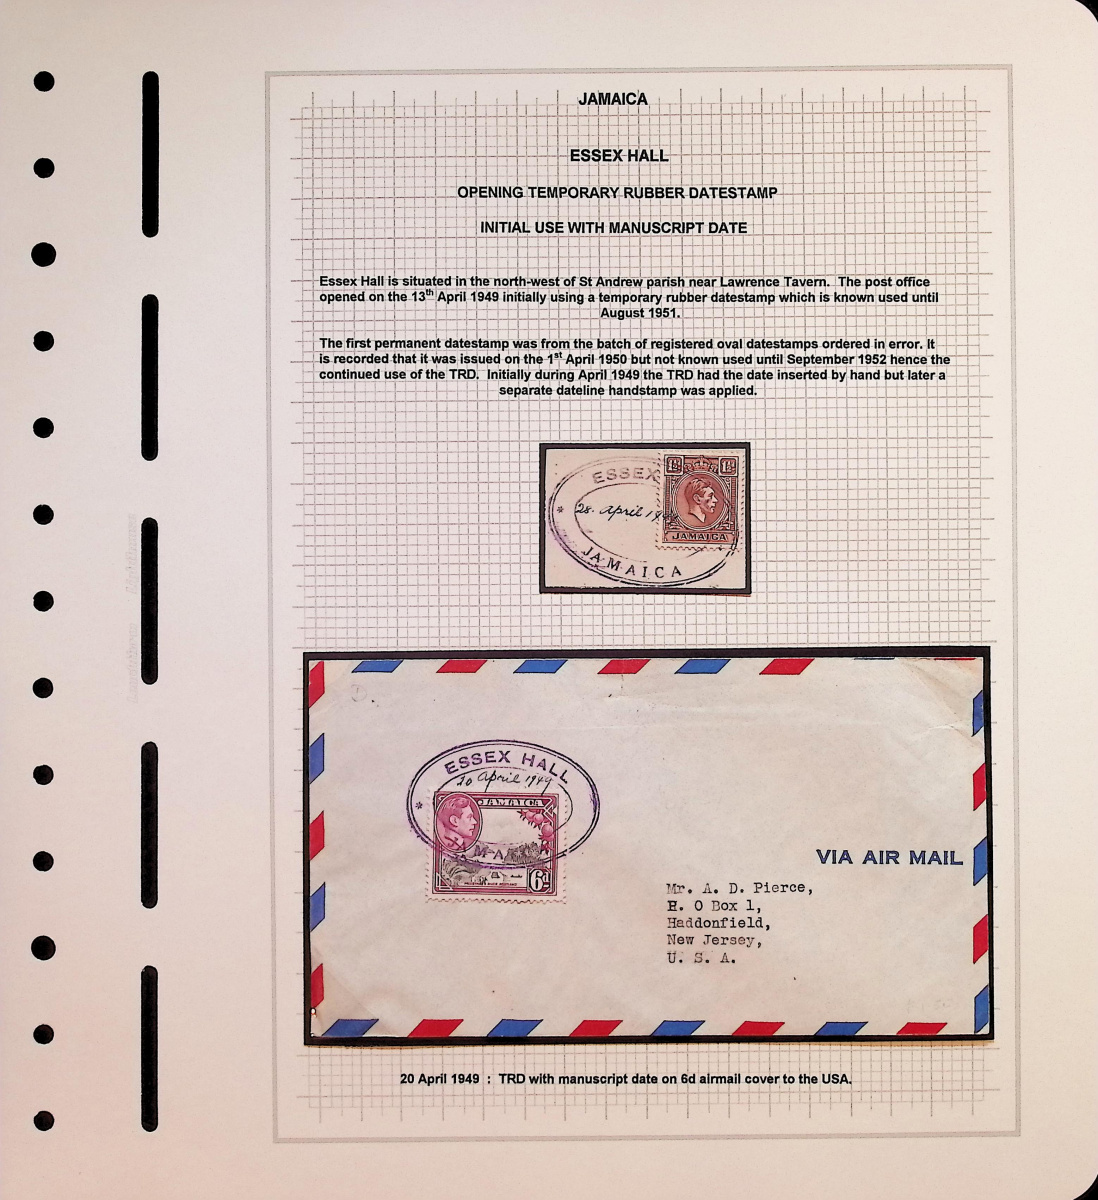 JAMAICA
ESSEX HALL
OPENING TEMPORARY RUBBER DATESTAMP
INITIAL USE WITH MANUSCRIPT DATE
Essex Hall is situated in the north-west of St Andrew parish near Lawrence Tavern. The post office
opened on the 13th April 1949 initially using a temporary rubber datestamp which is known used until
August 1951.
The first permanent datestamp was from the batch of registered oval datestamps ordered in error. It
is recorded that it was issued on the 1st April 1950 but not known used until September 1952 hence the
continued use of the TRD. Initially during April 1949 the TRD had the date inserted by hand but later a
separate dateline handstamp was applied.
ESSEX
1½ 1½
* 28. April 19
JAMAICA
JAMAICA
ESSEX HALL
20 April 1949
*
JAMAICA
JAMAICA
6d
VIA AIR MAIL
Mr. A. D. Pierce,
P. O Box 1,
Haddonfield,
New Jersey,
U. S. A.
20 April 1949 : TRD with manuscript date on 6d airmail cover to the USA.